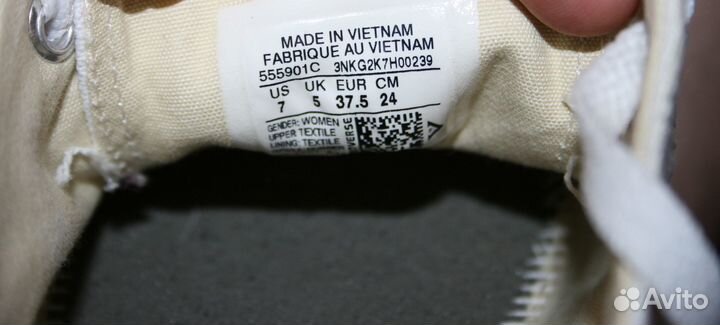 MADE IN VIETNAM
FABRIQUE AU VIETNAM
555901C 3NKG2K7H00239
US UK EUR CM
7 5 37.5 24
GENDER: WOMEN
UPPER: TEXTILE
LINING: TEXTILE
Avito